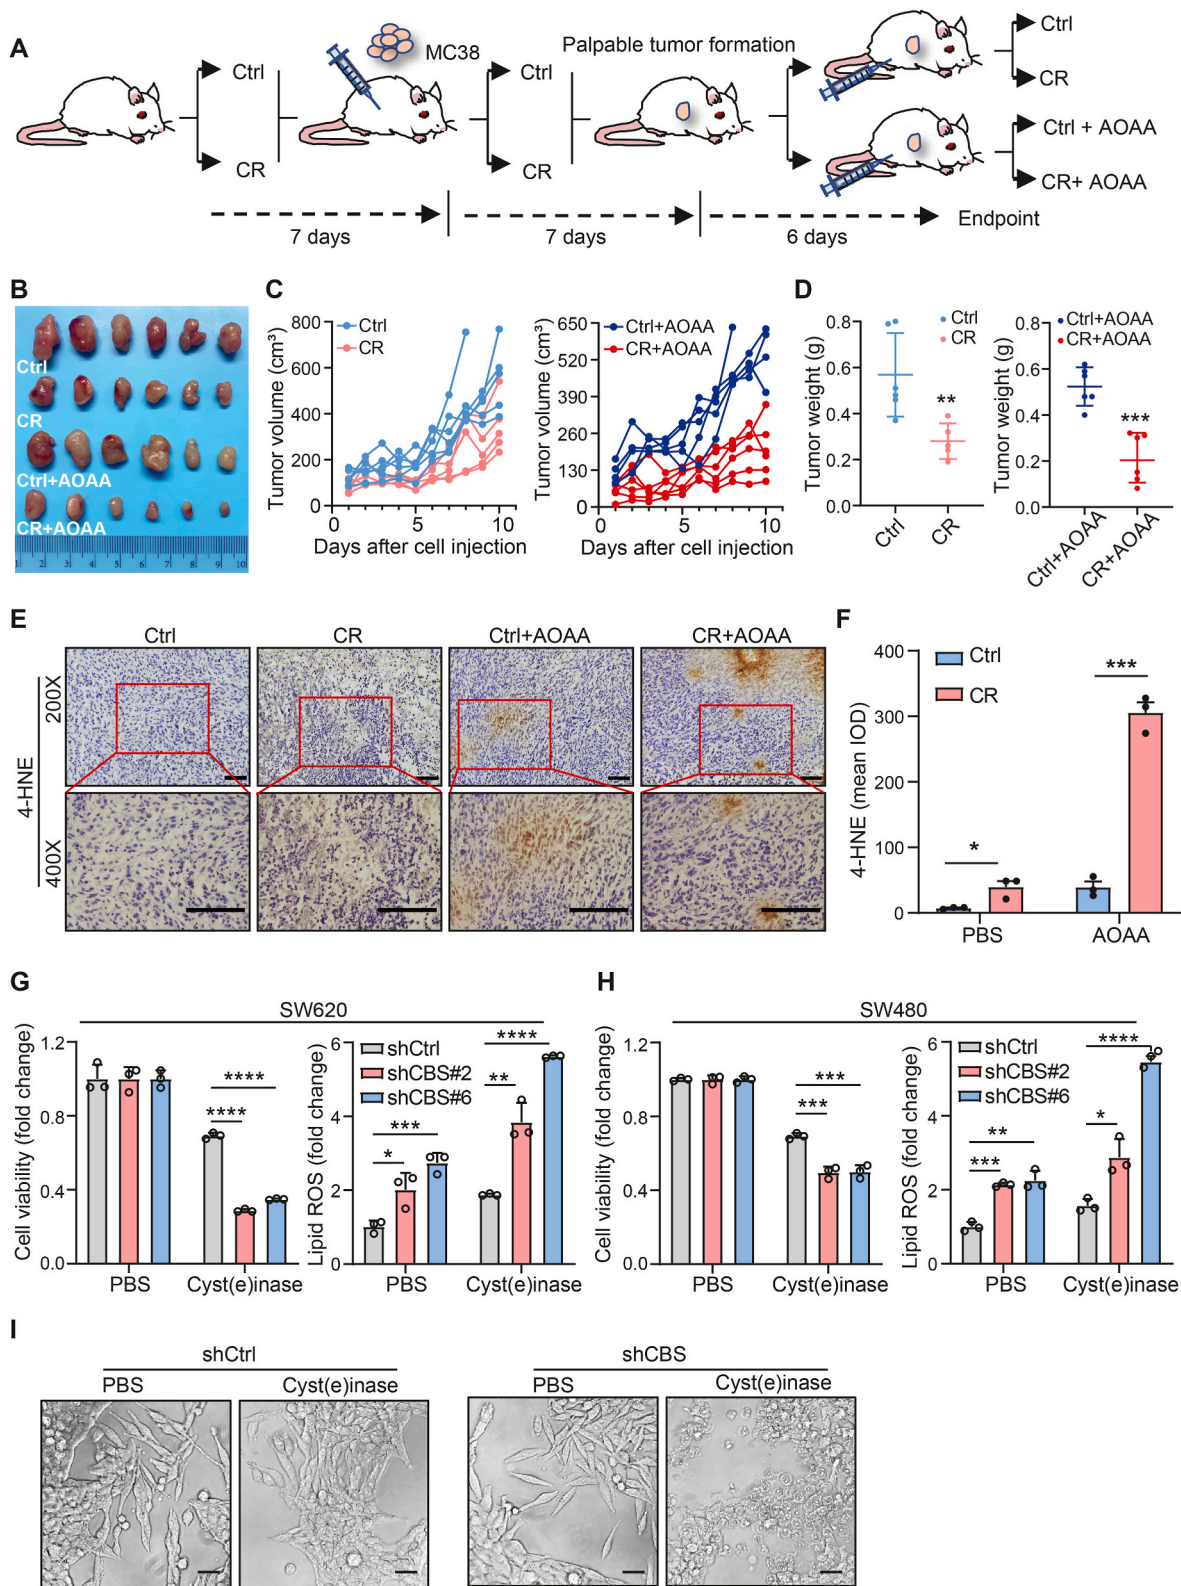 A
Ctrl
CR
MC38
Ctrl
CR
Palpable tumor formation
Ctrl
CR
Ctrl + AOAA
CR+ AOAA
7 days
7 days
6 days
Endpoint
B
Ctrl
CR
Ctrl+AOAA
CR+AOAA
1 2 3 4 5 6 7 8 9 10
C
Tumor volume (cm³)
800
600
400
200
0
Ctrl
CR
0 5 10
Days after cell injection
Tumor volume (cm³)
650
520
390
260
130
0
Ctrl+AOAA
CR+AOAA
0 5 10
Days after cell injection
D
Tumor weight (g)
0.8
0.6
0.4
0.2
0.0
Ctrl
CR
**
Ctrl
CR
Tumor weight (g)
0.8
0.6
0.4
0.2
0.0
Ctrl+AOAA
CR+AOAA
***
Ctrl+AOAA
CR+AOAA
E
Ctrl
CR
Ctrl+AOAA
CR+AOAA
4-HNE
200X
400X
F
4-HNE (mean IOD)
400
300
200
100
0
Ctrl
CR
*
***
PBS
AOAA
G
SW620
Cell viability (fold change)
1.2
0.8
0.4
0.0
****
****
PBS
Cyst(e)inase
Lipid ROS (fold change)
6
4
2
0
shCtrl
shCBS#2
shCBS#6
*
***
**
****
PBS
Cyst(e)inase
H
SW480
Cell viability (fold change)
1.2
0.8
0.4
0.0
***
***
PBS
Cyst(e)inase
Lipid ROS (fold change)
6
4
2
0
shCtrl
shCBS#2
shCBS#6
***
**
*
****
PBS
Cyst(e)inase
I
shCtrl
PBS
Cyst(e)inase
shCBS
PBS
Cyst(e)inase